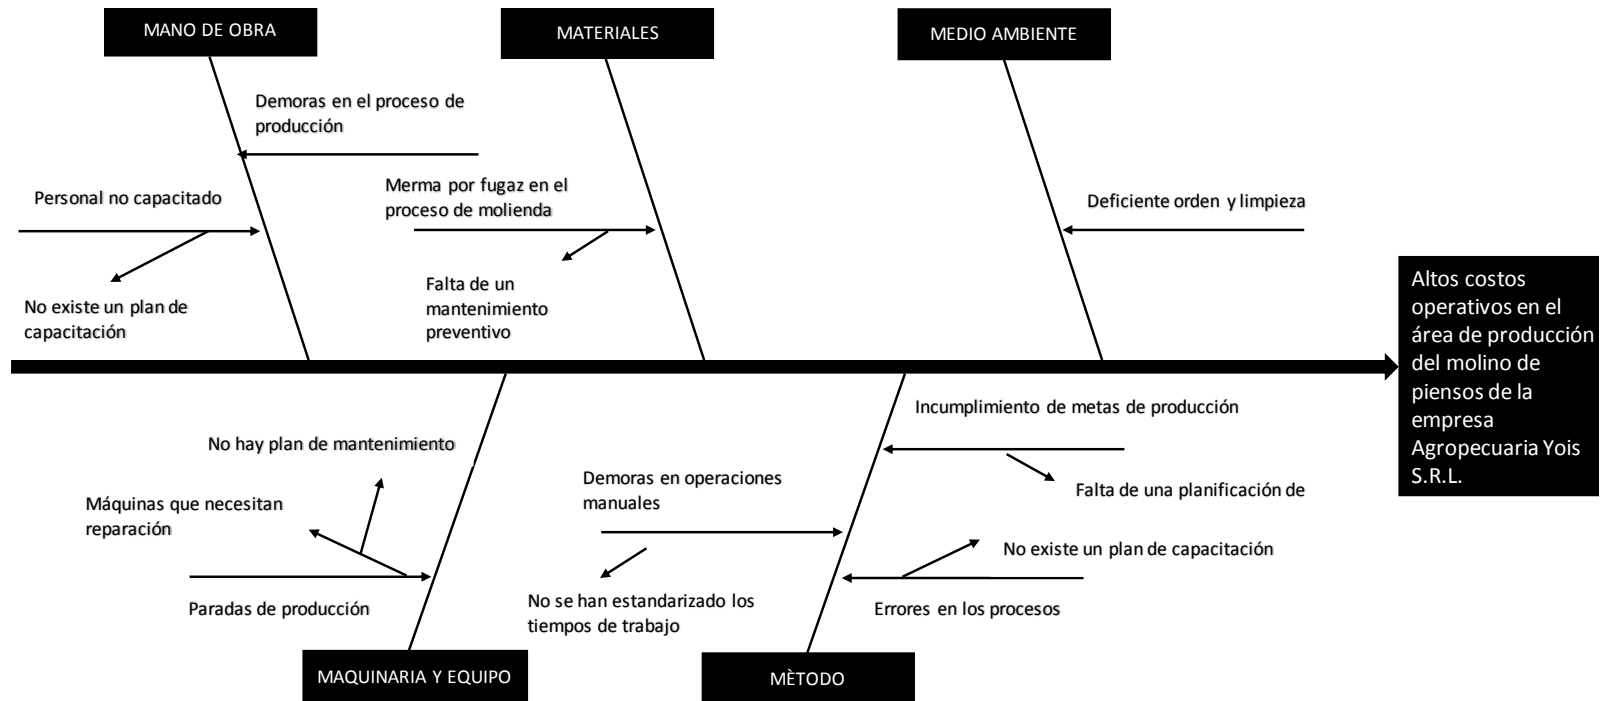 MANO DE OBRA
MATERIALES
MEDIO AMBIENTE
Demoras en el proceso de
producción
Personal no capacitado
No existe un plan de
capacitación
Merma por fugaz en el
proceso de molienda
Falta de un
mantenimiento
preventivo
Deficiente orden y limpieza
Altos costos
operativos en el
área de producción
del molino de
piensos de la
empresa
Agropecuaria Yois
S.R.L.
No hay plan de mantenimiento
Máquinas que necesitan
reparación
Paradas de producción
Incumplimiento de metas de producción
Falta de una planificación de
Demoras en operaciones
manuales
No se han estandarizado los
tiempos de trabajo
No existe un plan de capacitación
Errores en los procesos
MAQUINARIA Y EQUIPO
MÈTODO